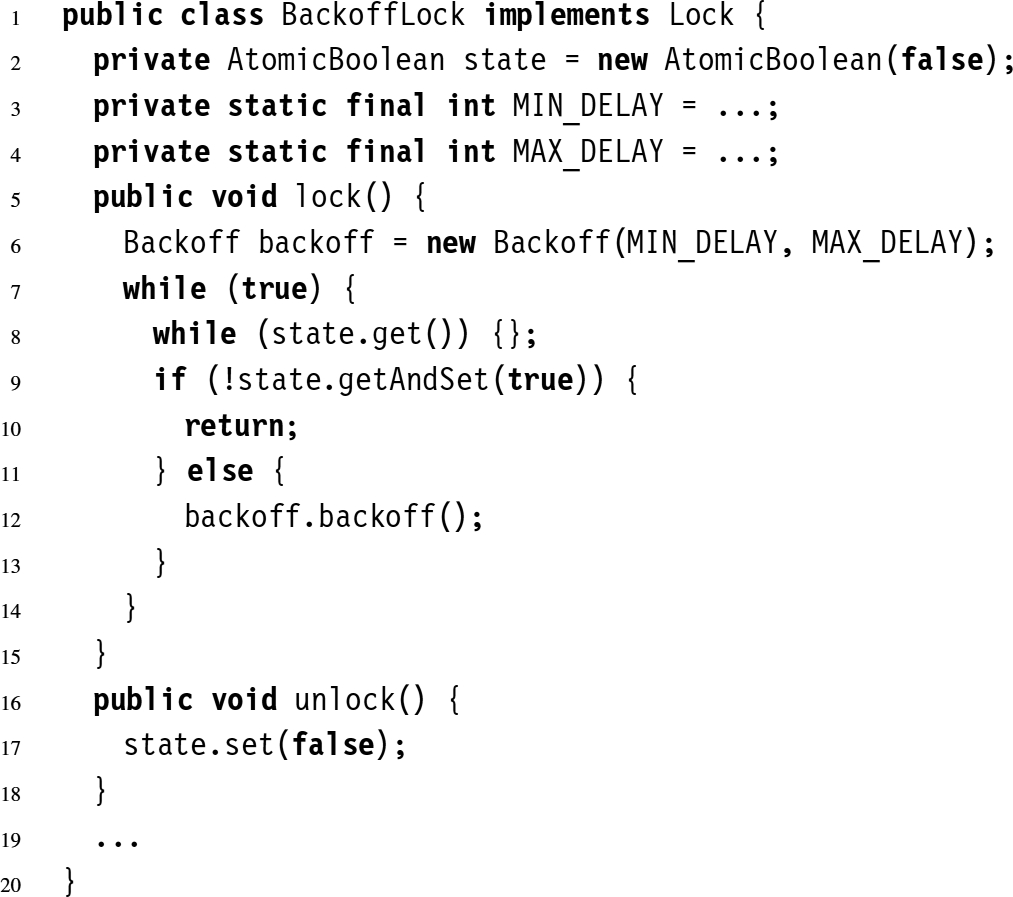 1 public class BackoffLock implements Lock {
2 private AtomicBoolean state = new AtomicBoolean(false);
3 private static final int MIN_DELAY = ...;
4 private static final int MAX_DELAY = ...;
5 public void lock() {
6 Backoff backoff = new Backoff(MIN_DELAY, MAX_DELAY);
7 while (true) {
8 while (state.get()) {};
9 if (!state.getAndSet(true)) {
10 return;
11 } else {
12 backoff.backoff();
13 }
14 }
15 }
16 public void unlock() {
17 state.set(false);
18 }
19 ...
20 }